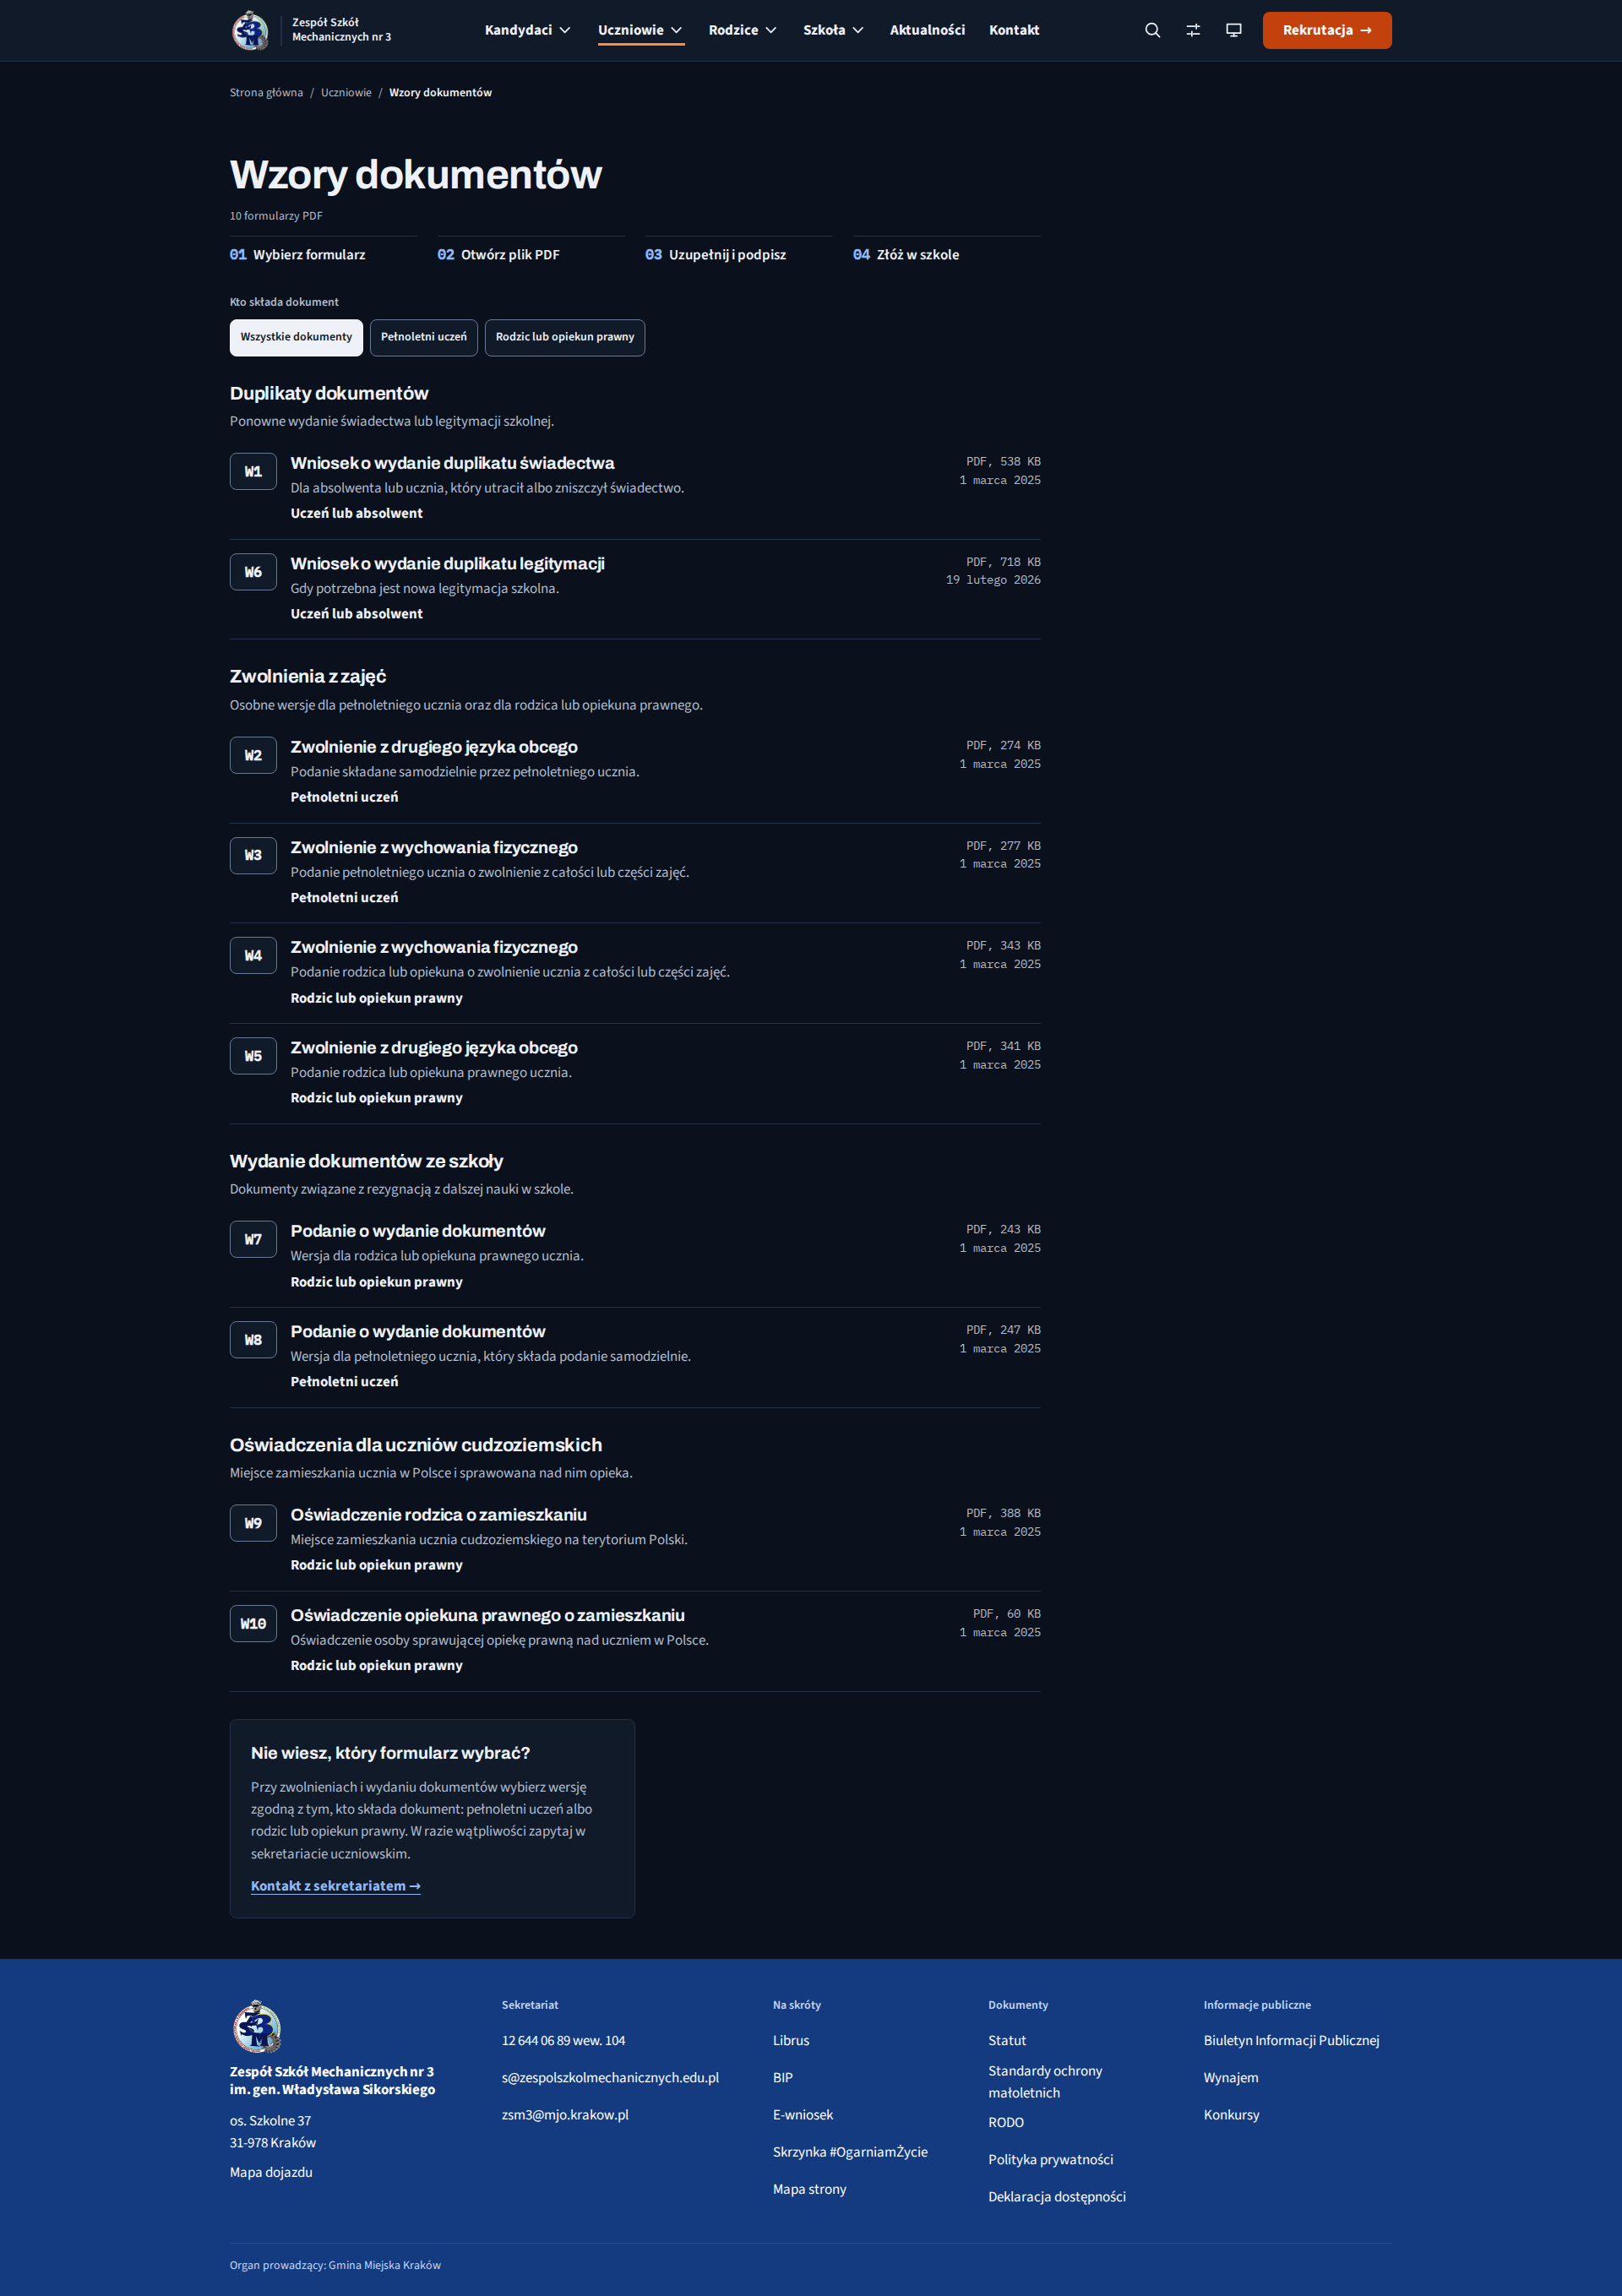 Zespół Szkół
Mechanicznych nr 3
Kandydaci
Uczniowie
Rodzice
Szkoła
Aktualności
Kontakt
Rekrutacja →
Strona główna / Uczniowie / Wzory dokumentów
Wzory dokumentów
10 formularzy PDF
01 Wybierz formularz
02 Otwórz plik PDF
03 Uzupełnij i podpisz
04 Złóż w szkole
Kto składa dokument
Wszystkie dokumenty
Pełnoletni uczeń
Rodzic lub opiekun prawny
Duplikaty dokumentów
Ponowne wydanie świadectwa lub legitymacji szkolnej.
W1
Wniosek o wydanie duplikatu świadectwa
Dla absolwenta lub ucznia, który utracił albo zniszczył świadectwo.
Uczeń lub absolwent
PDF, 538 KB
1 marca 2025
W6
Wniosek o wydanie duplikatu legitymacji
Gdy potrzebna jest nowa legitymacja szkolna.
Uczeń lub absolwent
PDF, 718 KB
19 lutego 2026
Zwolnienia z zajęć
Osobne wersje dla pełnoletniego ucznia oraz dla rodzica lub opiekuna prawnego.
W2
Zwolnienie z drugiego języka obcego
Podanie składane samodzielnie przez pełnoletniego ucznia.
Pełnoletni uczeń
PDF, 274 KB
1 marca 2025
W3
Zwolnienie z wychowania fizycznego
Podanie pełnoletniego ucznia o zwolnienie z całości lub części zajęć.
Pełnoletni uczeń
PDF, 277 KB
1 marca 2025
W4
Zwolnienie z wychowania fizycznego
Podanie rodzica lub opiekuna o zwolnienie ucznia z całości lub części zajęć.
Rodzic lub opiekun prawny
PDF, 343 KB
1 marca 2025
W5
Zwolnienie z drugiego języka obcego
Podanie rodzica lub opiekuna prawnego ucznia.
Rodzic lub opiekun prawny
PDF, 341 KB
1 marca 2025
Wydanie dokumentów ze szkoły
Dokumenty związane z rezygnacją z dalszej nauki w szkole.
W7
Podanie o wydanie dokumentów
Wersja dla rodzica lub opiekuna prawnego ucznia.
Rodzic lub opiekun prawny
PDF, 243 KB
1 marca 2025
W8
Podanie o wydanie dokumentów
Wersja dla pełnoletniego ucznia, który składa podanie samodzielnie.
Pełnoletni uczeń
PDF, 247 KB
1 marca 2025
Oświadczenia dla uczniów cudzoziemskich
Miejsce zamieszkania ucznia w Polsce i sprawowana nad nim opieka.
W9
Oświadczenie rodzica o zamieszkaniu
Miejsce zamieszkania ucznia cudzoziemskiego na terytorium Polski.
Rodzic lub opiekun prawny
PDF, 388 KB
1 marca 2025
W10
Oświadczenie opiekuna prawnego o zamieszkaniu
Oświadczenie osoby sprawującej opiekę prawną nad uczniem w Polsce.
Rodzic lub opiekun prawny
PDF, 60 KB
1 marca 2025
Nie wiesz, który formularz wybrać?
Przy zwolnieniach i wydaniu dokumentów wybierz wersję
zgodną z tym, kto składa dokument: pełnoletni uczeń albo
rodzic lub opiekun prawny. W razie wątpliwości zapytaj w
sekretariacie uczniowskim.
Kontakt z sekretariatem →
Zespół Szkół Mechanicznych nr 3
im. gen. Władysława Sikorskiego
os. Szkolne 37
31-978 Kraków
Mapa dojazdu
Sekretariat
12 644 06 89 wew. 104
s@zespolszkolmechanicznych.edu.pl
zsm3@mjo.krakow.pl
Na skróty
Librus
BIP
E-wniosek
Skrzynka #OgarniamŻycie
Mapa strony
Dokumenty
Statut
Standardy ochrony
małoletnich
RODO
Polityka prywatności
Deklaracja dostępności
Informacje publiczne
Biuletyn Informacji Publicznej
Wynajem
Konkursy
Organ prowadzący: Gmina Miejska Kraków